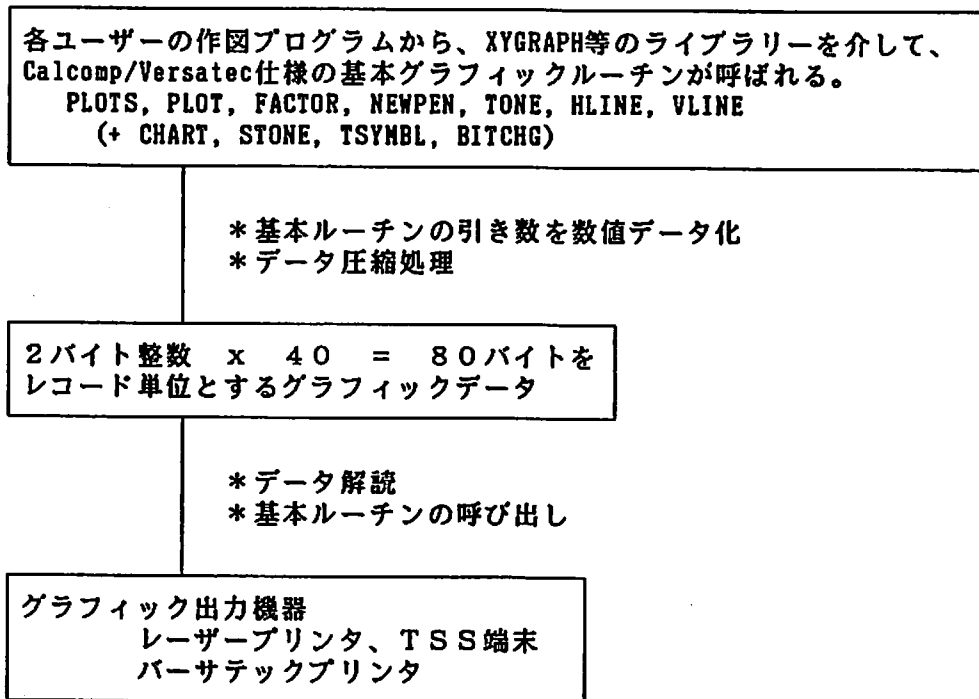 各ユーザーの作図プログラムから、XYGRAPH等のライブラリーを介して、
Calcomp/Versatec仕様の基本グラフィックルーチンが呼ばれる。
PLOTS, PLOT, FACTOR, NEWPEN, TONE, HLINE, VLINE
(+ CHART, STONE, TSYMBL, BITCHG)
*基本ルーチンの引き数を数値データ化
*データ圧縮処理
2バイト整数 x 40 = 80バイトを
レコード単位とするグラフィックデータ
*データ解読
*基本ルーチンの呼び出し
グラフィック出力機器
レーザープリンタ、TSS端末
バーサテックプリンタ